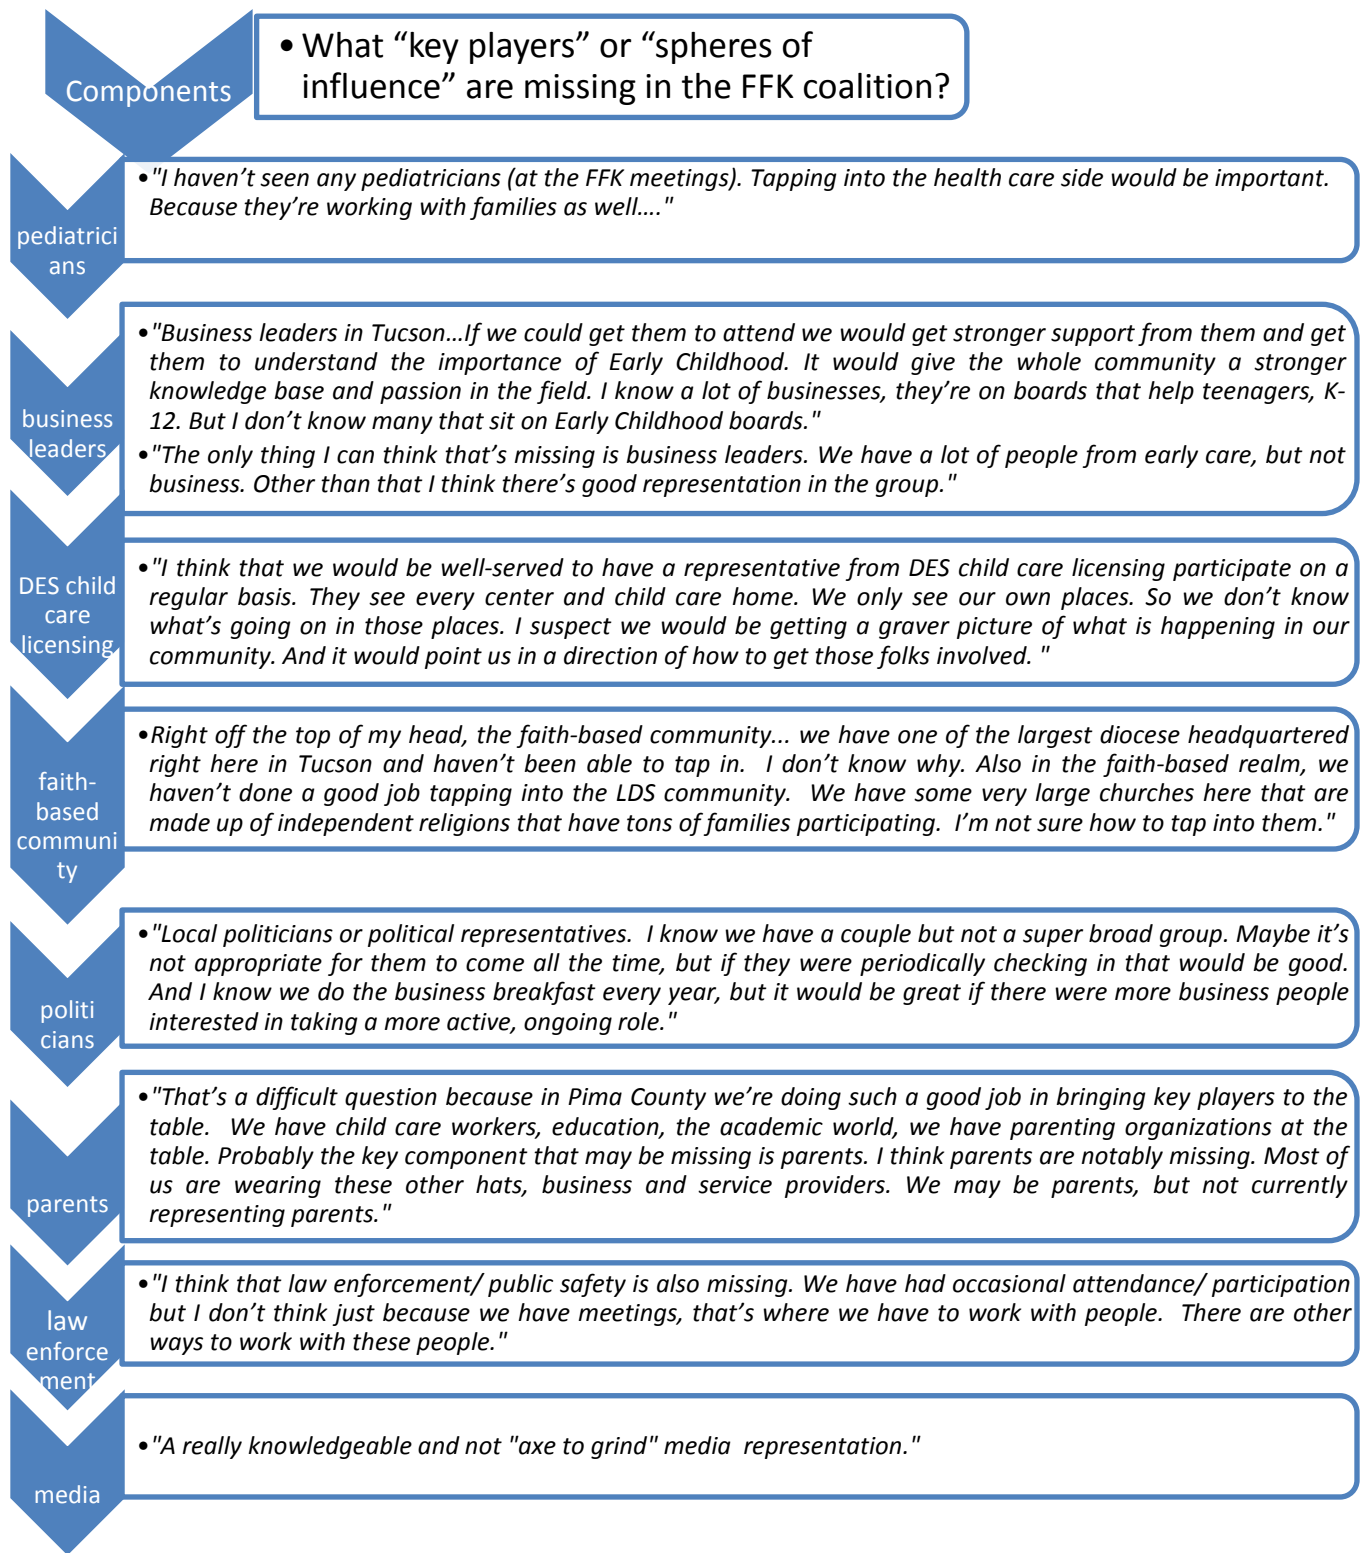 Components
• What “key players” or “spheres of
influence” are missing in the FFK coalition?
pediatrici
ans
•"I haven’t seen any pediatricians (at the FFK meetings). Tapping into the health care side would be important.
Because they’re working with families as well…."
business
leaders
•"Business leaders in Tucson…If we could get them to attend we would get stronger support from them and get
them to understand the importance of Early Childhood. It would give the whole community a stronger
knowledge base and passion in the field. I know a lot of businesses, they’re on boards that help teenagers, K-
12. But I don’t know many that sit on Early Childhood boards."
•"The only thing I can think that’s missing is business leaders. We have a lot of people from early care, but not
business. Other than that I think there’s good representation in the group."
DES child
care
licensing
•"I think that we would be well-served to have a representative from DES child care licensing participate on a
regular basis. They see every center and child care home. We only see our own places. So we don’t know
what’s going on in those places. I suspect we would be getting a graver picture of what is happening in our
community. And it would point us in a direction of how to get those folks involved. "
faith-
based
communi
ty
•Right off the top of my head, the faith-based community... we have one of the largest diocese headquartered
right here in Tucson and haven’t been able to tap in.  I don’t know why. Also in the faith-based realm, we
haven’t done a good job tapping into the LDS community.  We have some very large churches here that are
made up of independent religions that have tons of families participating.  I’m not sure how to tap into them."
politi
cians
•"Local politicians or political representatives.  I know we have a couple but not a super broad group. Maybe it’s
not appropriate for them to come all the time, but if they were periodically checking in that would be good.
And I know we do the business breakfast every year, but it would be great if there were more business people
interested in taking a more active, ongoing role."
parents
•"That’s a difficult question because in Pima County we’re doing such a good job in bringing key players to the
table.  We have child care workers, education, the academic world, we have parenting organizations at the
table. Probably the key component that may be missing is parents. I think parents are notably missing. Most of
us are wearing these other hats, business and service providers. We may be parents, but not currently
representing parents."
law
enforce
ment
•"I think that law enforcement/ public safety is also missing. We have had occasional attendance/ participation
but I don’t think just because we have meetings, that’s where we have to work with people.  There are other
ways to work with these people."
media
•"A really knowledgeable and not "axe to grind" media  representation."